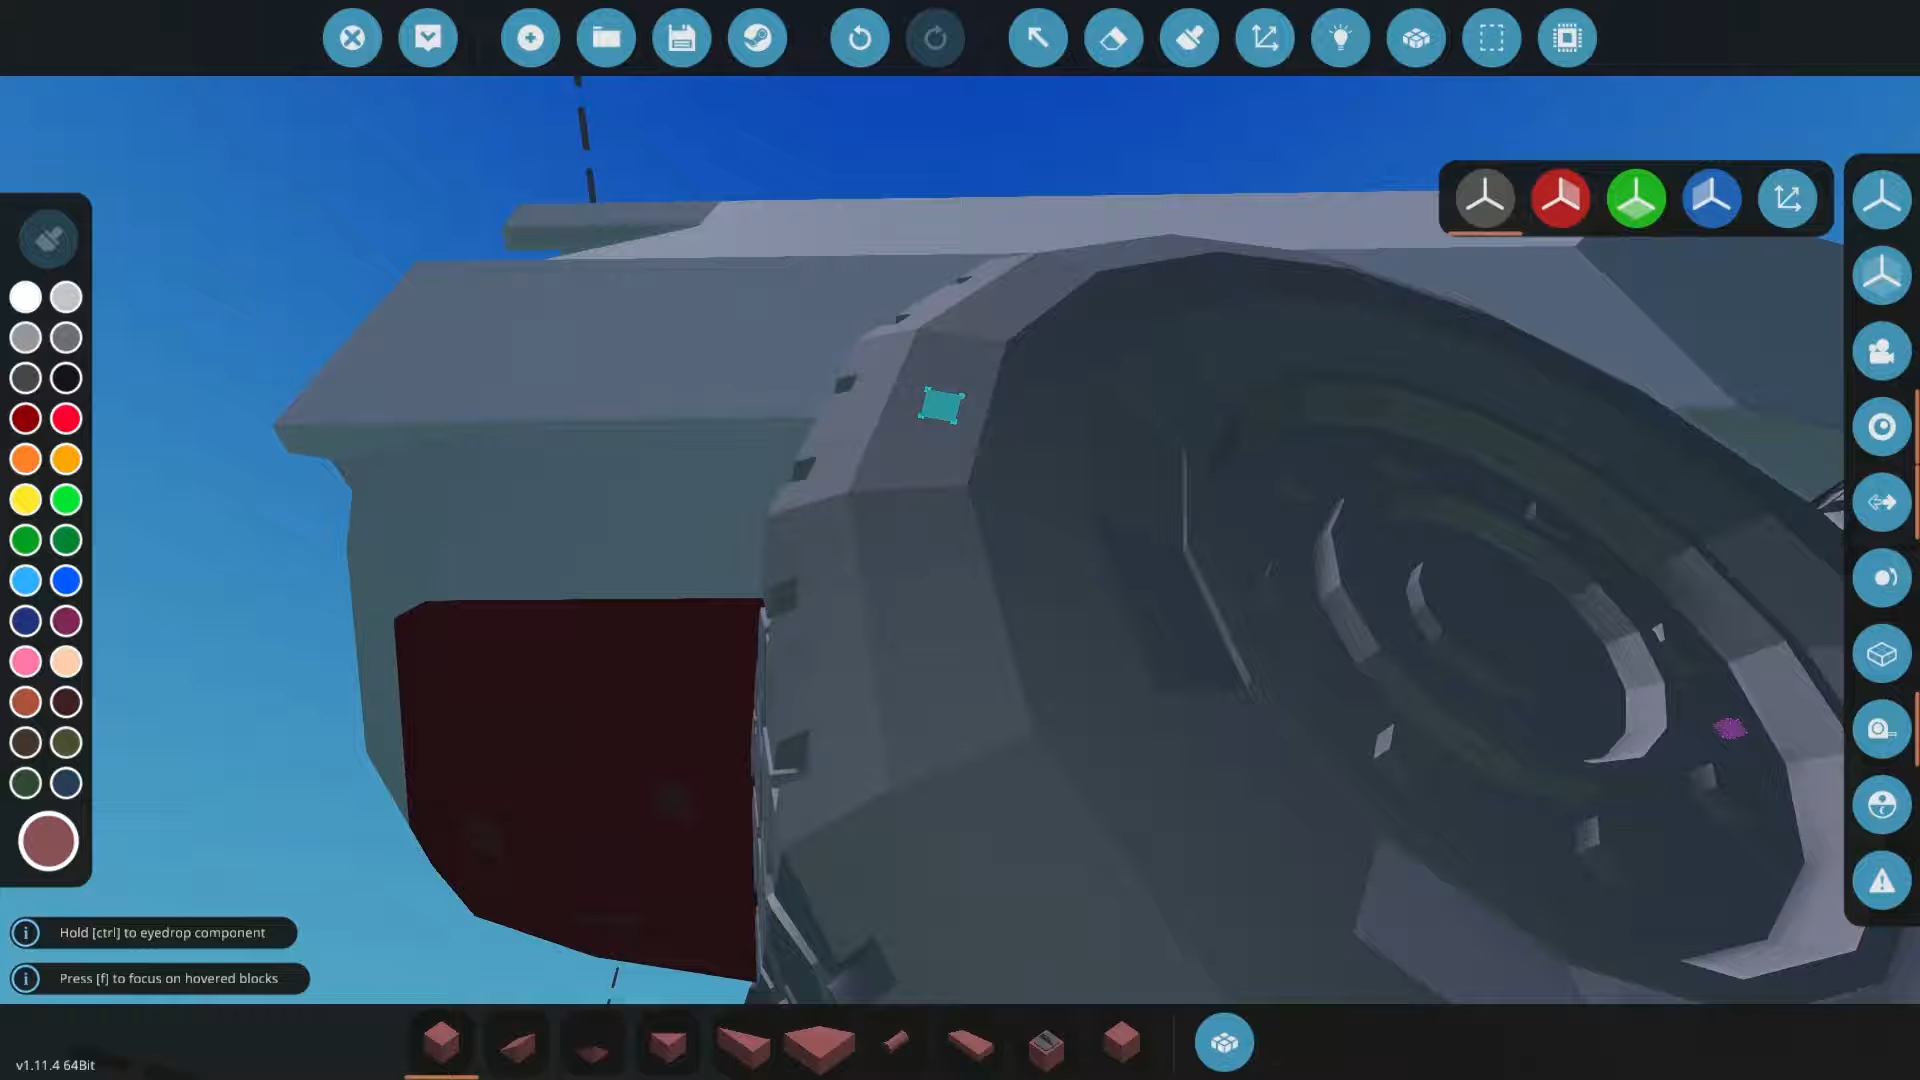 Hold [ctrl] to eyedrop component
Press [f] to focus on hovered blocks
v1.11.4 64Bit